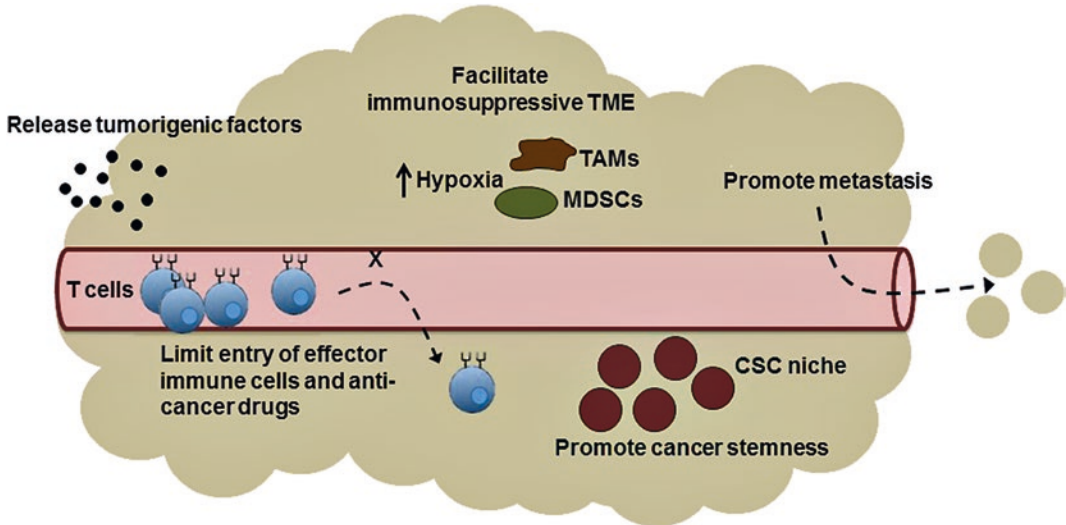 Facilitate
immunosuppressive TME
Release tumorigenic factors
TAMs
↑ Hypoxia
MDSCs
Promote metastasis
X
T cells
Limit entry of effector
immune cells and anti-
cancer drugs
CSC niche
Promote cancer stemness